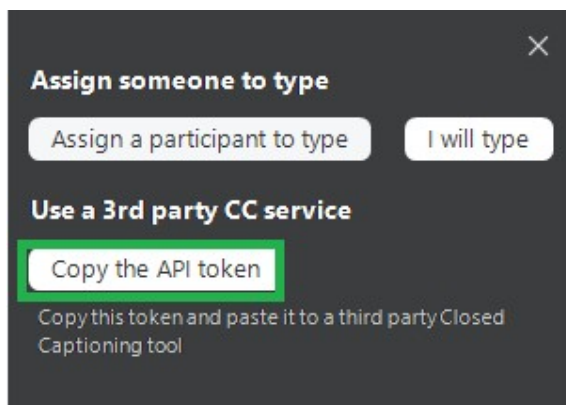 Assign someone to type
Assign a participant to type I will type
Use a 3rd party CC service
Copy the API token
Copy this token and paste it to a third party Closed
Captioning tool